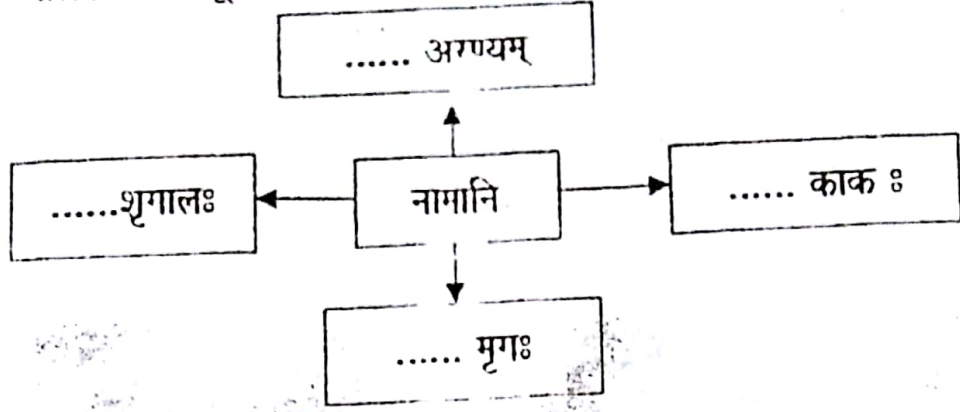 ...... अरण्यम्
......शृगालः
नामानि
...... काक ः
...... मृगः